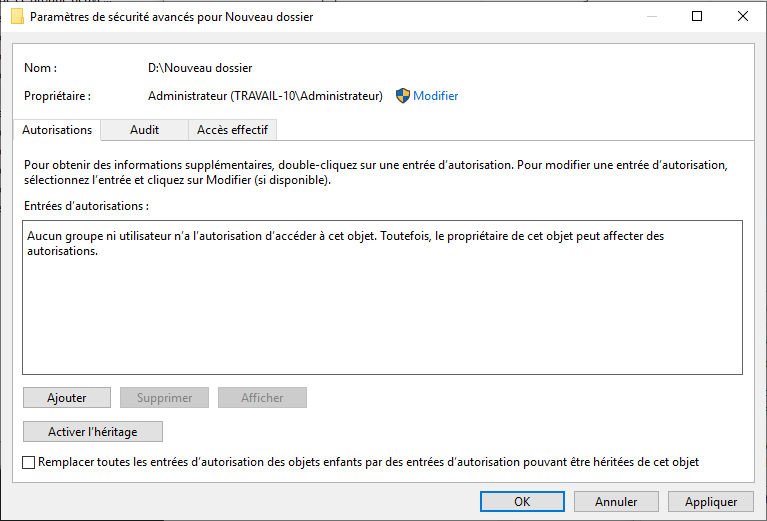 Paramètres de sécurité avancés pour Nouveau dossier
Nom : D:\Nouveau dossier
Propriétaire : Administrateur (TRAVAIL-10\Administrateur) Modifier
Autorisations Audit Accès effectif
Pour obtenir des informations supplémentaires, double-cliquez sur une entrée d’autorisation. Pour modifier une entrée d’autorisation,
sélectionnez l’entrée et cliquez sur Modifier (si disponible).
Entrées d’autorisations :
Aucun groupe ni utilisateur n’a l’autorisation d’accéder à cet objet. Toutefois, le propriétaire de cet objet peut affecter des
autorisations.
Ajouter Supprimer Afficher
Activer l’héritage
Remplacer toutes les entrées d’autorisation des objets enfants par des entrées d’autorisation pouvant être héritées de cet objet
OK Annuler Appliquer